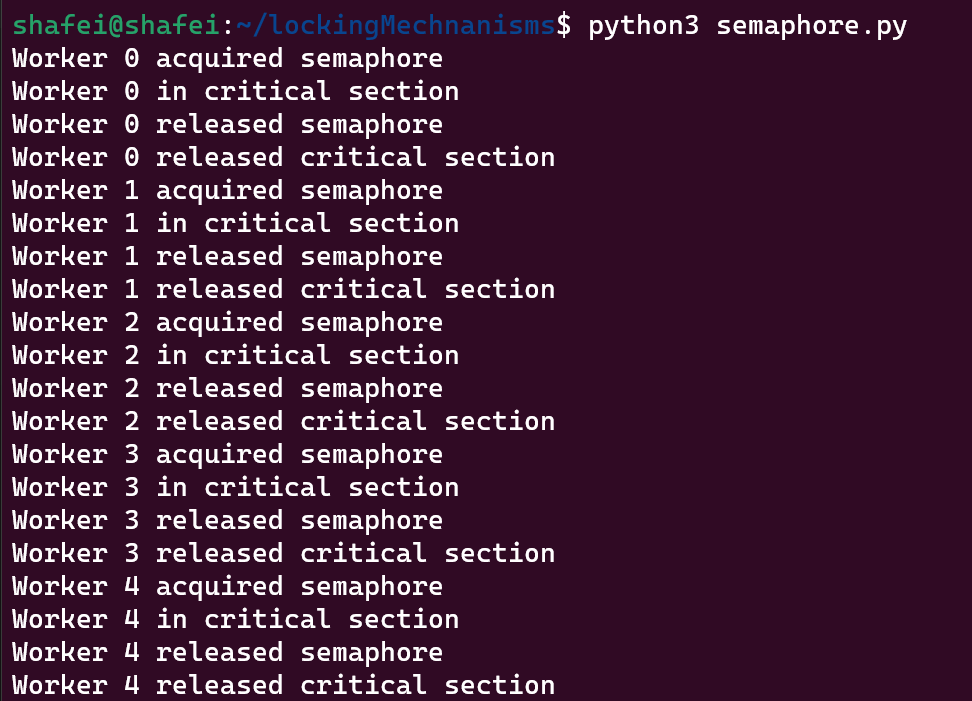 shafei@shafei:~/lockingMechnanisms$ python3 semaphore.py
Worker 0 acquired semaphore
Worker 0 in critical section
Worker 0 released semaphore
Worker 0 released critical section
Worker 1 acquired semaphore
Worker 1 in critical section
Worker 1 released semaphore
Worker 1 released critical section
Worker 2 acquired semaphore
Worker 2 in critical section
Worker 2 released semaphore
Worker 2 released critical section
Worker 3 acquired semaphore
Worker 3 in critical section
Worker 3 released semaphore
Worker 3 released critical section
Worker 4 acquired semaphore
Worker 4 in critical section
Worker 4 released semaphore
Worker 4 released critical section